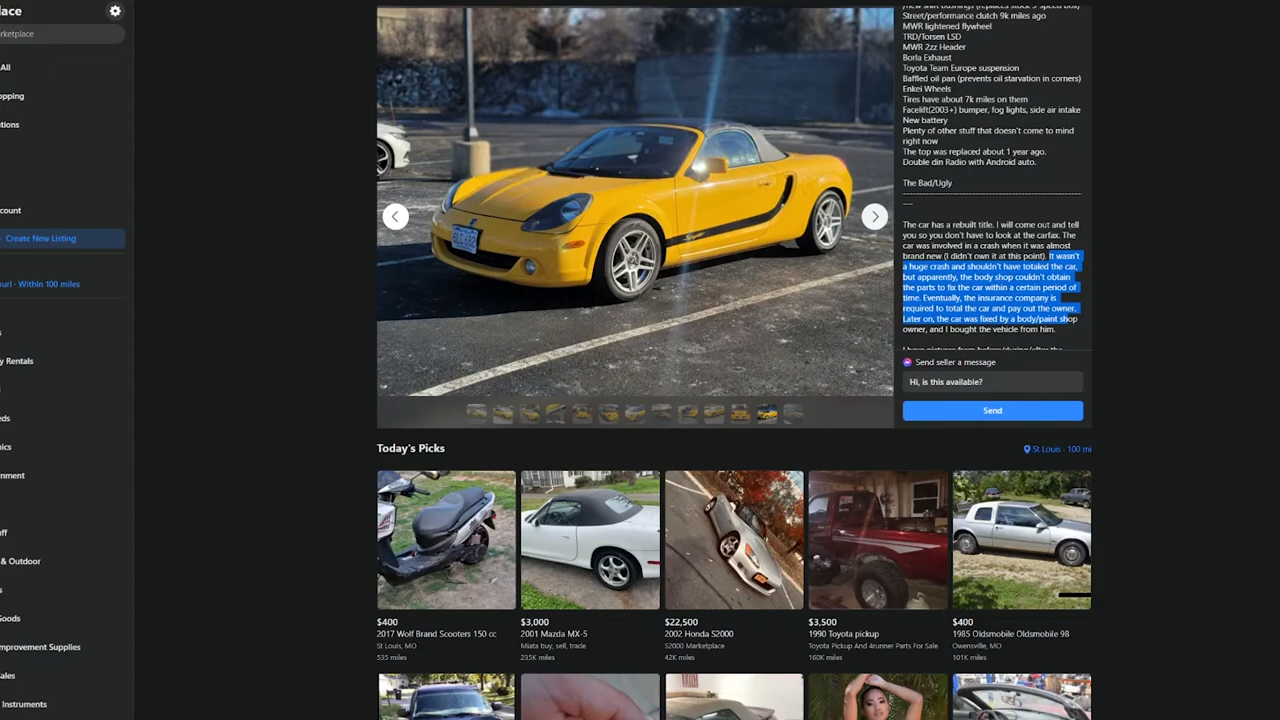 lace
rketplace
All
opping
tions
count
Create New Listing
uri · Within 100 miles
s
y Rentals
eds
nics
inment
uff
& Outdoor
s
Goods
mprovement Supplies
ales
Instruments
Street/performance clutch 9k miles ago
MWR lightened flywheel
TRD/Torsen LSD
MWR 2zz Header
Borla Exhaust
Toyota Team Europe suspension
Baffled oil pan (prevents oil starvation in corners)
Enkei Wheels
Tires have about 7k miles on them
Facelift(2003+) bumper, fog lights, side air intake
New battery
Plenty of other stuff that doesn't come to mind
right now
The top was replaced about 1 year ago.
Double din Radio with Android auto.
The Bad/Ugly
The car has a rebuilt title. I will come out and tell
you so you don't have to look at the carfax. The
car was involved in a crash when it was almost
brand new (I didn't own it at this point). It wasn't
a huge crash and shouldn't have totaled the car,
but apparently, the body shop couldn't obtain
the parts to fix the car within a certain period of
time. Eventually, the insurance company is
required to total the car and pay out the owner.
Later on, the car was fixed by a body/paint shop
owner, and I bought the vehicle from him.
Send seller a message
Hi, is this available?
Send
Today's Picks
St Louis · 100 mi
$400
2017 Wolf Brand Scooters 150 cc
St Louis, MO
535 miles
$3,000
2001 Mazda MX-5
Miata buy, sell, trade
235K miles
$22,500
2002 Honda S2000
S2000 Marketplace
42K miles
$3,500
1990 Toyota pickup
Toyota Pickup And 4runner Parts For Sale
160K miles
$400
1985 Oldsmobile Oldsmobile 98
Owensville, MO
101K miles